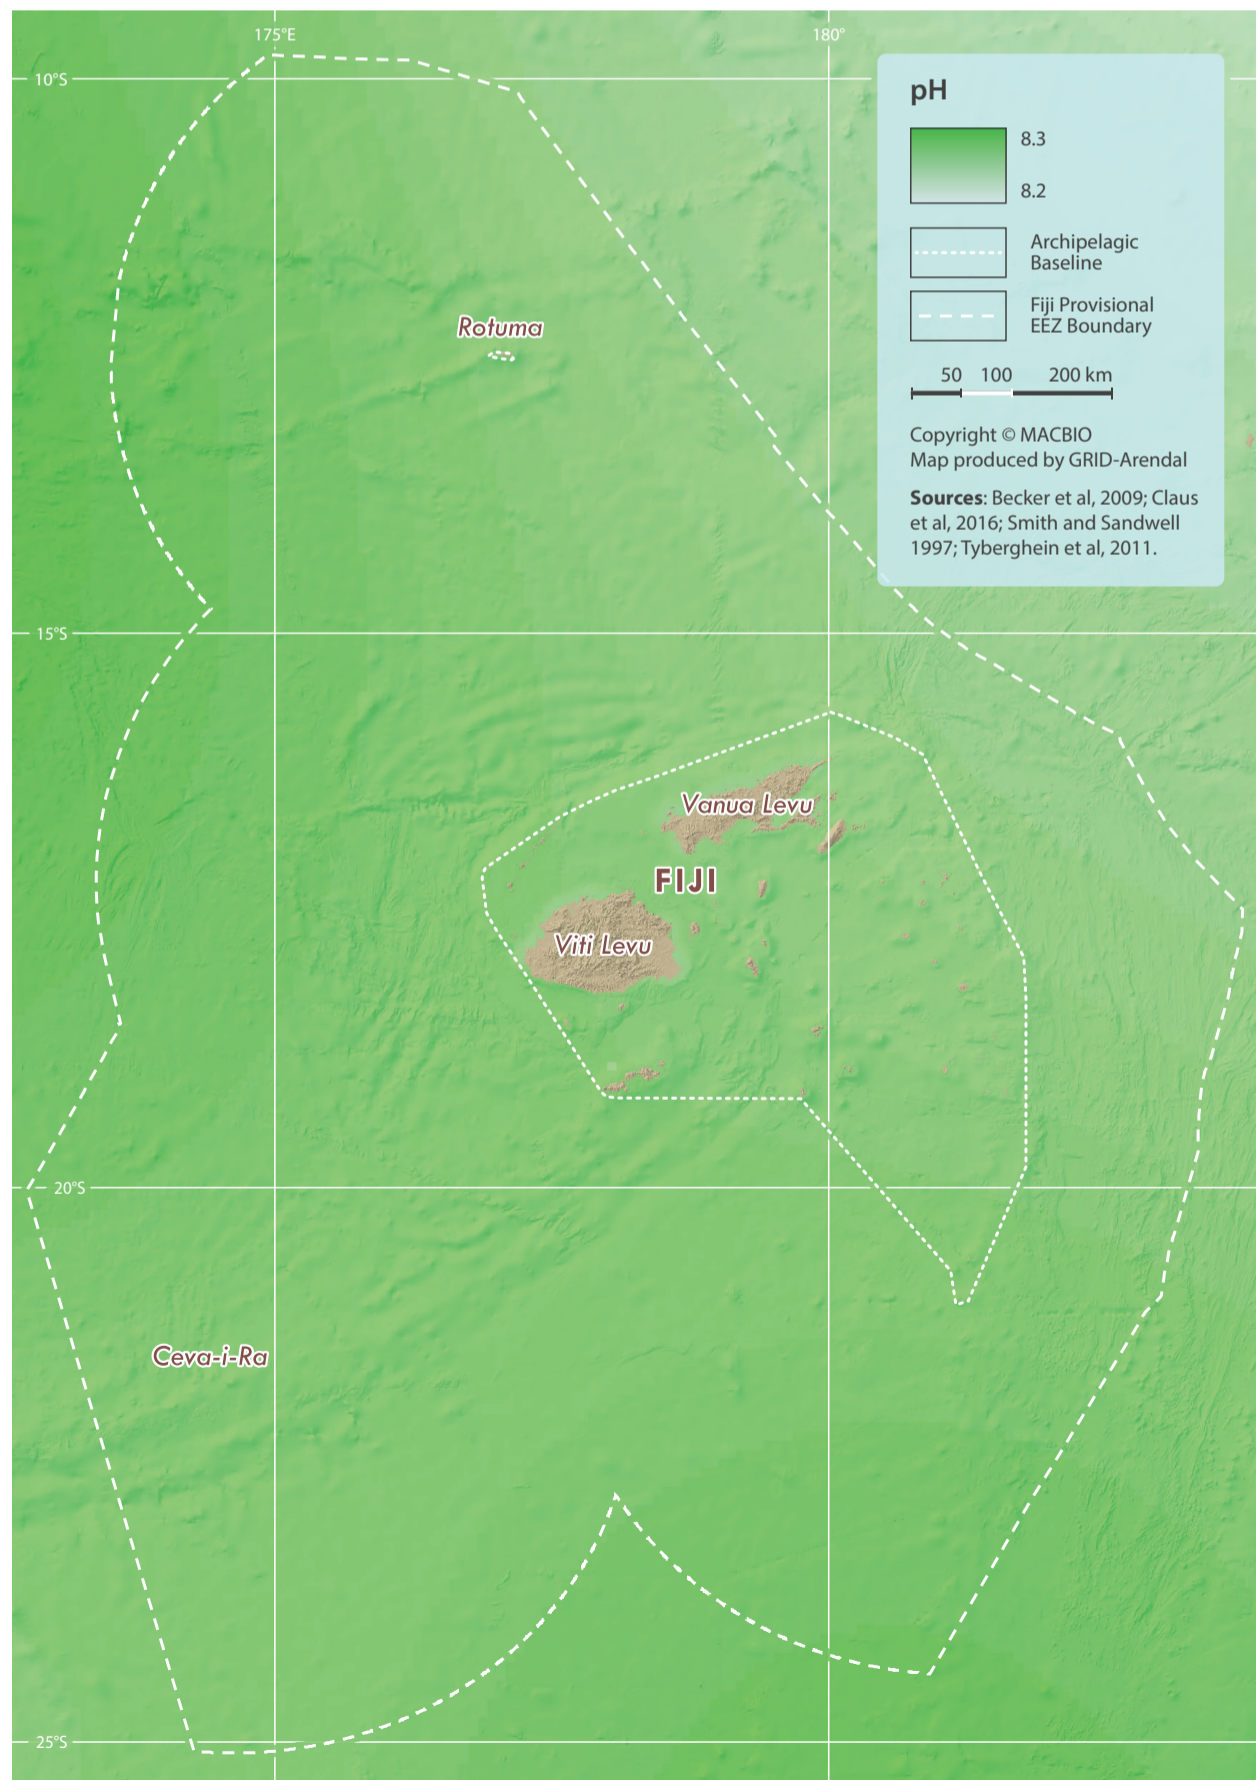 175°E
180°
10°S
pH
8.3
8.2
Archipelagic
Baseline
Fiji Provisional
EEZ Boundary
50 100 200 km
Copyright © MACBIO
Map produced by GRID-Arendal
Sources: Becker et al, 2009; Claus
et al, 2016; Smith and Sandwell
1997; Tyberghein et al, 2011.
Rotuma
15°S
Vanua Levu
FIJI
Viti Levu
20°S
Ceva-i-Ra
25°S